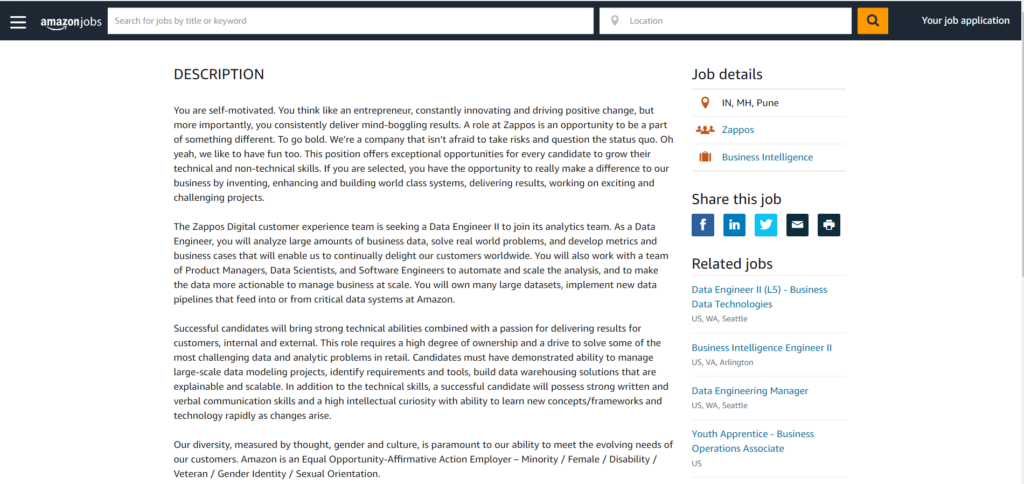 amazonjobs
Search for jobs by title or keyword
Location
Your job application
DESCRIPTION
You are self-motivated. You think like an entrepreneur, constantly innovating and driving positive change, but
more importantly, you consistently deliver mind-boggling results. A role at Zappos is an opportunity to be a part
of something different. To go bold. We're a company that isn't afraid to take risks and question the status quo. Oh
yeah, we like to have fun too. This position offers exceptional opportunities for every candidate to grow their
technical and non-technical skills. If you are selected, you have the opportunity to really make a difference to our
business by inventing, enhancing and building world class systems, delivering results, working on exciting and
challenging projects.
The Zappos Digital customer experience team is seeking a Data Engineer II to join its analytics team. As a Data
Engineer, you will analyze large amounts of business data, solve real world problems, and develop metrics and
business cases that will enable us to continually delight our customers worldwide. You will also work with a team
of Product Managers, Data Scientists, and Software Engineers to automate and scale the analysis, and to make
the data more actionable to manage business at scale. You will own many large datasets, implement new data
pipelines that feed into or from critical data systems at Amazon.
Successful candidates will bring strong technical abilities combined with a passion for delivering results for
customers, internal and external. This role requires a high degree of ownership and a drive to solve some of the
most challenging data and analytic problems in retail. Candidates must have demonstrated ability to manage
large-scale data modeling projects, identify requirements and tools, build data warehousing solutions that are
explainable and scalable. In addition to the technical skills, a successful candidate will possess strong written and
verbal communication skills and a high intellectual curiosity with ability to learn new concepts/frameworks and
technology rapidly as changes arise.
Our diversity, measured by thought, gender and culture, is paramount to our ability to meet the evolving needs of
our customers. Amazon is an Equal Opportunity-Affirmative Action Employer – Minority / Female / Disability /
Veteran / Gender Identity / Sexual Orientation.
Job details
IN, MH, Pune
Zappos
Business Intelligence
Share this job
Related jobs
Data Engineer II (L5) - Business
Data Technologies
US, WA, Seattle
Business Intelligence Engineer II
US, VA, Arlington
Data Engineering Manager
US, WA, Seattle
Youth Apprentice - Business
Operations Associate
US